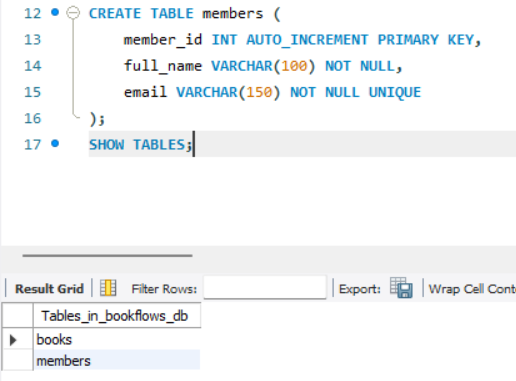 12 CREATE TABLE members (
13 member_id INT AUTO_INCREMENT PRIMARY KEY,
14 full_name VARCHAR(100) NOT NULL,
15 email VARCHAR(150) NOT NULL UNIQUE
16 );
17 SHOW TABLES;
Result Grid Filter Rows: Export: Wrap Cell Cont
Tables_in_bookflows_db
books
members